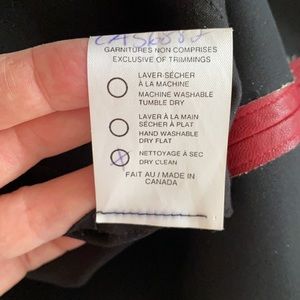 GARNITURES NON COMPRISES
EXCLUSIVE OF TRIMMINGS
LAVER-SÉCHER
À LA MACHINE
MACHINE WASHABLE
TUMBLE DRY
LAVER À LA MAIN
SÉCHER À PLAT
HAND WASHABLE
DRY FLAT
NETTOYAGE À SEC
DRY CLEAN
FAIT AU / MADE IN
CANADA